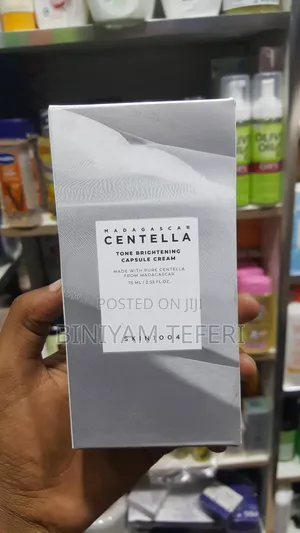 MADAGASCAR
CENTELLA
TONE BRIGHTENING
CAPSULE CREAM
MADE WITH PURE CENTELLA
FROM MADAGASCAR
75 ML / 2.53 FL.OZ.
POSTED ON JIJI
BINIYAM TEFERI
SKIN1004
OLIVE
OIL
ORS